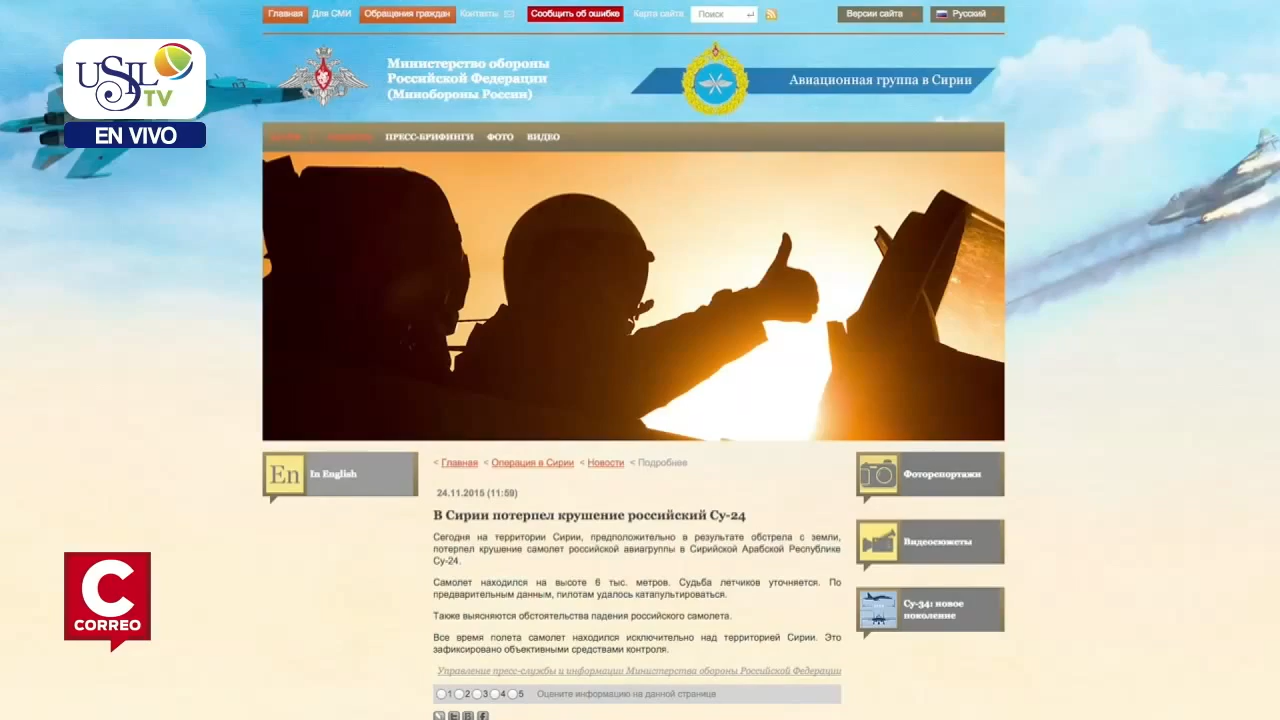 Главная Для СМИ Обращения граждан Контакты Сообщить об ошибке Карта сайта Поиск Версии сайта Русский
USIL TV
EN VIVO
Министерство обороны
Российской Федерации
(Минобороны России)
Авиационная группа в Сирии
ПРЕСС-БРИФИНГИ ФОТО ВИДЕО
En In English
< Главная < Операция в Сирии < Новости < Подробнее
24.11.2015 (11:59)
В Сирии потерпел крушение российский Су-24
Сегодня на территории Сирии, предположительно в результате обстрела с земли,
потерпел крушение самолет российской авиагруппы в Сирийской Арабской Республике
Су-24.
Самолет находился на высоте 6 тыс. метров. Судьба летчиков уточняется. По
предварительным данным, пилотам удалось катапультироваться.
Также выясняются обстоятельства падения российского самолета.
Все время полета самолет находился исключительно над территорией Сирии. Это
зафиксировано объективными средствами контроля.
Управление пресс-службы и информации Министерства обороны Российской Федерации
1 2 3 4 5 Оцените информацию на данной странице
Фоторепортажи
Видеосюжеты
Су-34: новое
поколение
C
CORREO